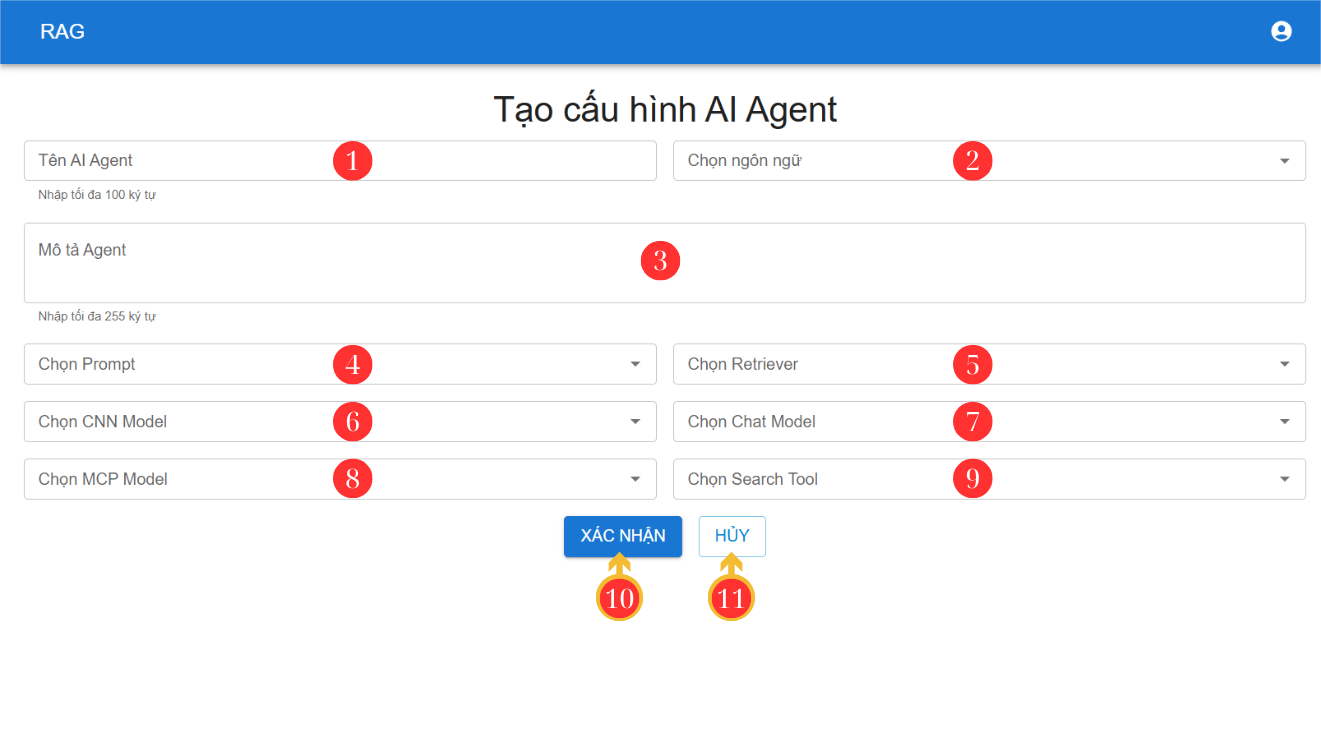 RAG
Tạo cấu hình AI Agent
Tên AI Agent 1
Chọn ngôn ngữ 2
Nhập tối đa 100 ký tự
Mô tả Agent 3
Nhập tối đa 255 ký tự
Chọn Prompt 4
Chọn Retriever 5
Chọn CNN Model 6
Chọn Chat Model 7
Chọn MCP Model 8
Chọn Search Tool 9
XÁC NHẬN HỦY
10 11